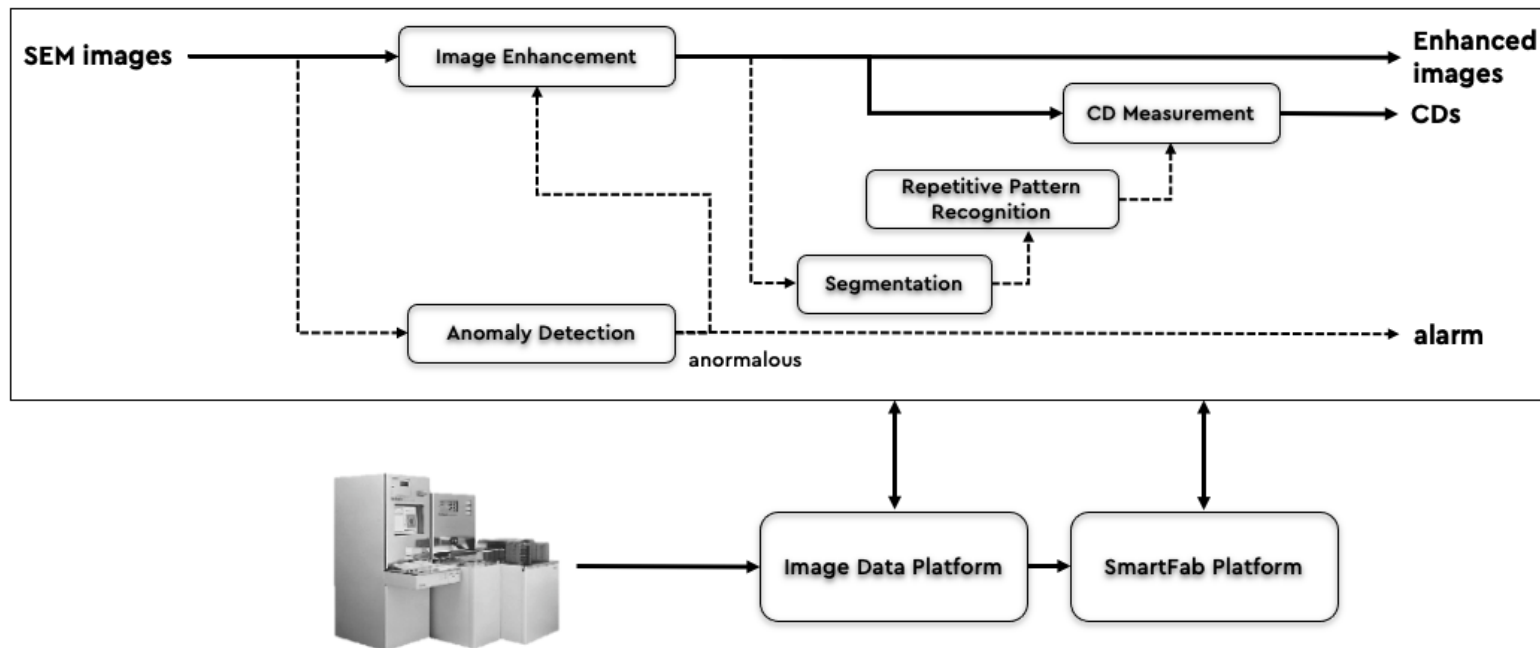 SEM images
Image Enhancement
Enhanced
images
CD Measurement
CDs
Repetitive Pattern
Recognition
Segmentation
Anomaly Detection
alarm
anormalous
Image Data Platform
SmartFab Platform